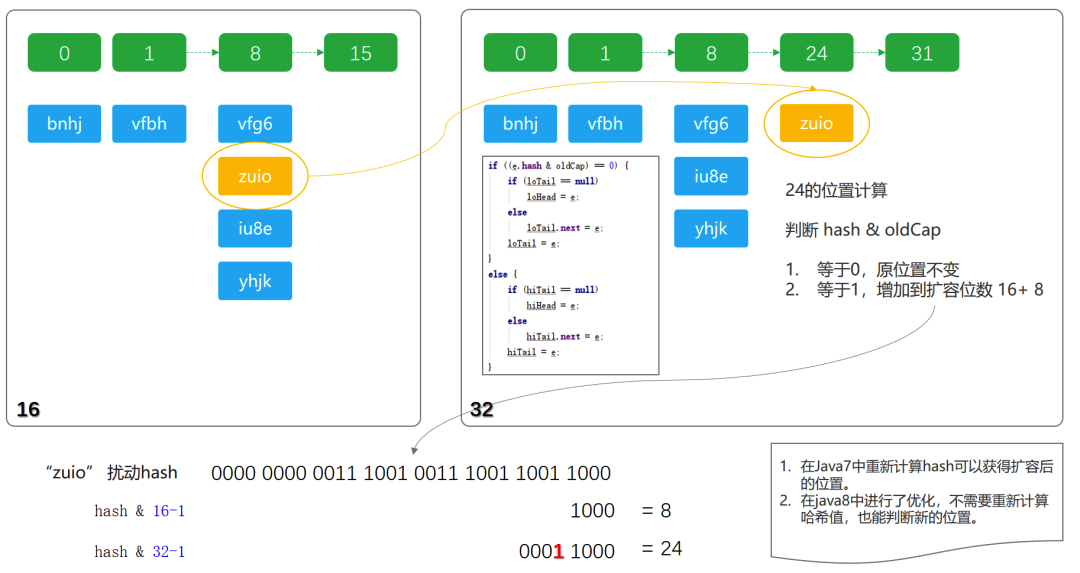 0 1 8 15
bnhj vfbh vfg6
zuio
iu8e
yhjk
16
0 1 8 24 31
bnhj vfbh vfg6 zuio
iu8e
yhjk
if ((e.hash & oldCap) == 0) {
if (loTail == null)
loHead = e;
else
loTail.next = e;
loTail = e;
}
else {
if (hiTail == null)
hiHead = e;
else
hiTail.next = e;
hiTail = e;
}
24的位置计算
判断 hash & oldCap
1. 等于0，原位置不变
2. 等于1，增加到扩容位数 16+ 8
32
“zuio” 扰动hash 0000 0000 0011 1001 0011 1001 1001 1000
hash & 16-1 1000 = 8
hash & 32-1 0001 1000 = 24
1. 在Java7中重新计算hash可以获得扩容后
的位置。
2. 在java8中进行了优化，不需要重新计算
哈希值，也能判断新的位置。